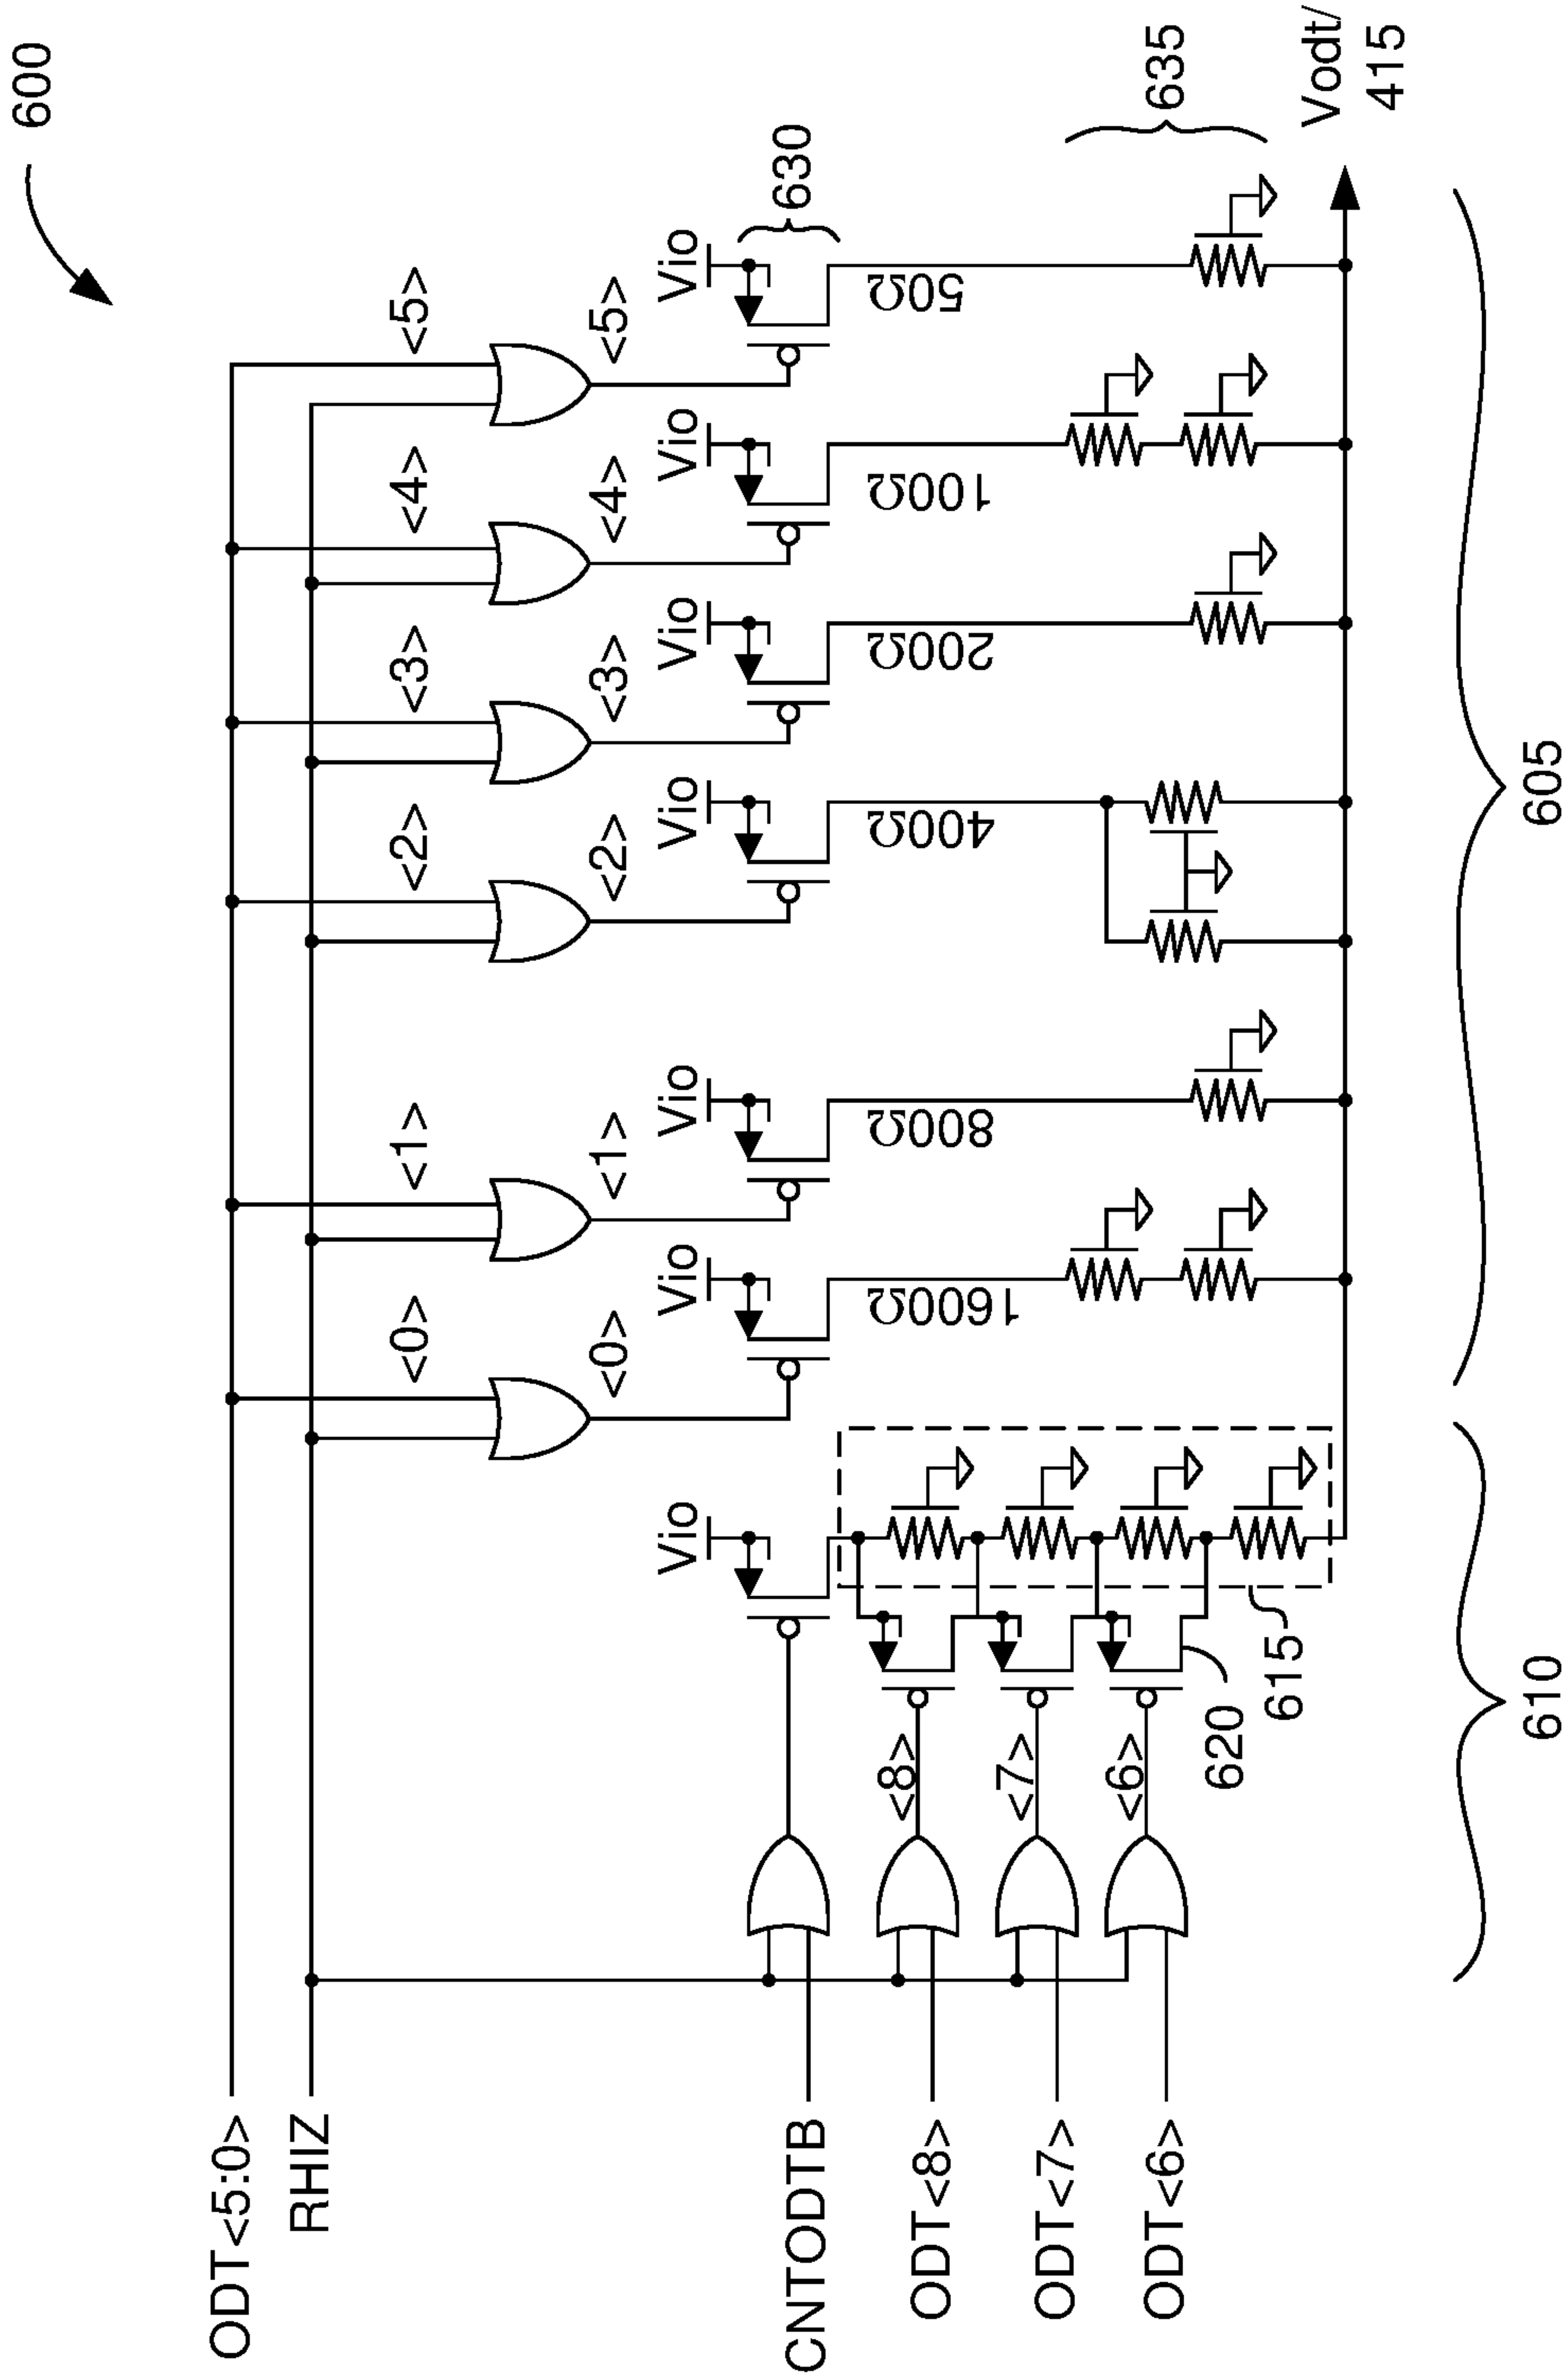 600
ODT<5:0>
RHIZ
<0>
<1>
<2>
<3>
<4>
<5>
<0>
<1>
<2>
<3>
<4>
<5>
Vio
Vio
Vio
Vio
Vio
Vio
Vio
630
CNTODTB
1600Ω
800Ω
400Ω
200Ω
100Ω
50Ω
ODT<8>
<8>
ODT<7>
<7>
ODT<6>
<6>
620
615
635
Vodt/
415
610
605